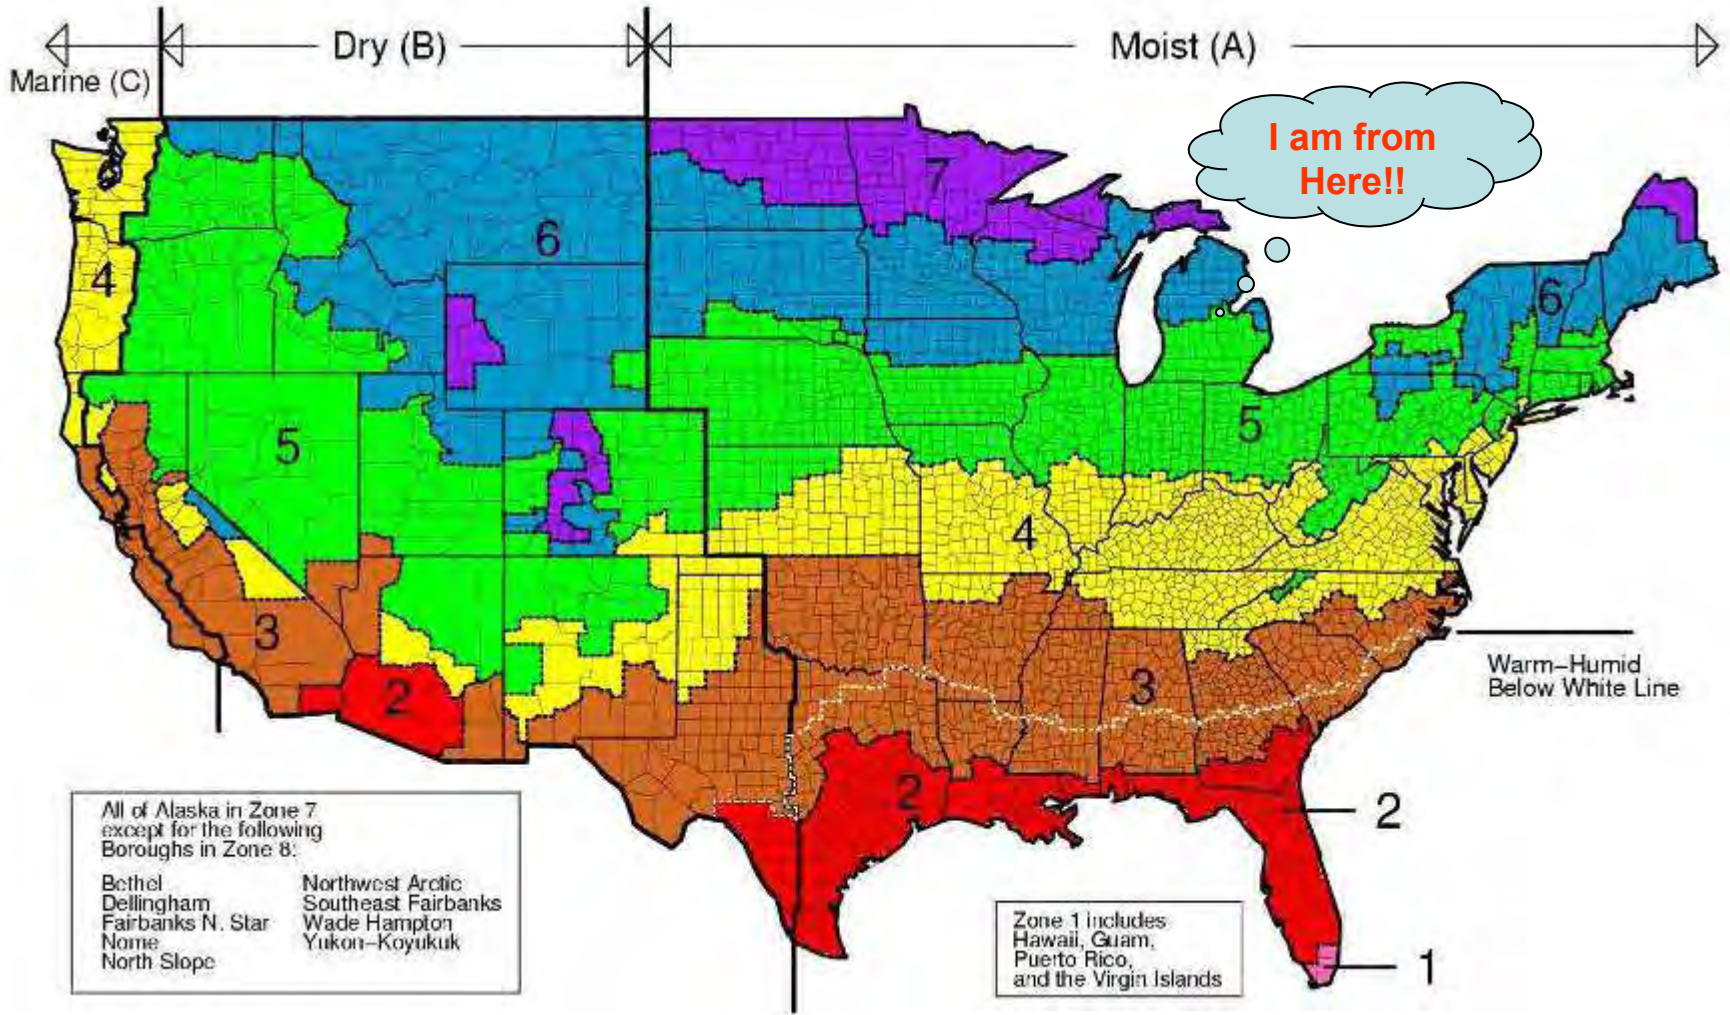 Dry (B)
Moist (A)
Marine (C)
I am from
Here!!
7
6
4
6
5
5
4
3
3
2
2
Warm-Humid
Below White Line
2
1
All of Alaska in Zone 7
except for the following
Boroughs in Zone 8:
Bethel
Dellingham
Fairbanks N. Star
Nome
North Slope
Northwest Arctic
Southeast Fairbanks
Wade Hampton
Yukon-Koyukuk
Zone 1 includes
Hawaii, Guam,
Puerto Rico,
and the Virgin Islands